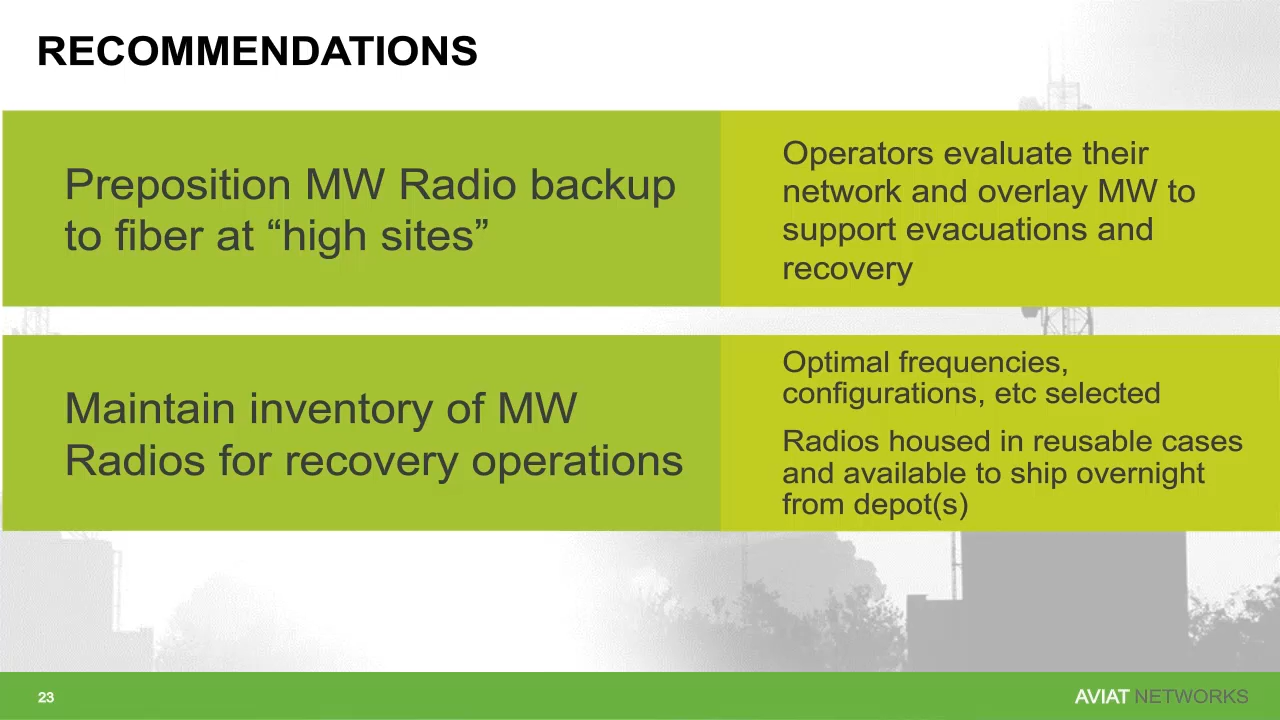 RECOMMENDATIONS
Preposition MW Radio backup
to fiber at “high sites”
Operators evaluate their
network and overlay MW to
support evacuations and
recovery
Maintain inventory of MW
Radios for recovery operations
Optimal frequencies,
configurations, etc selected
Radios housed in reusable cases
and available to ship overnight
from depot(s)
23
AVIAT NETWORKS